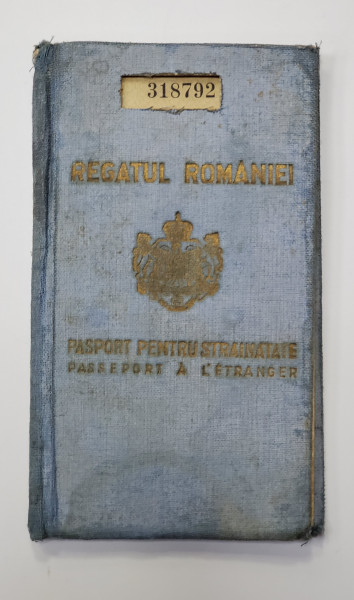 318792
REGATUL ROMÂNIEI
PASPORT PENTRU STRAINATATE
PASSEPORT À L'ÉTRANGER